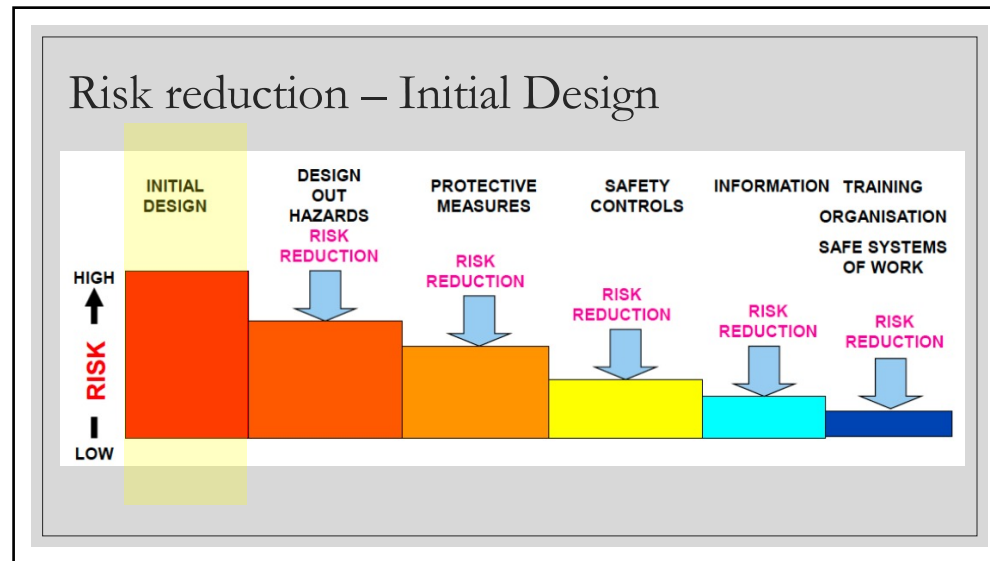 Risk reduction – Initial Design
INITIAL
DESIGN
DESIGN
OUT
HAZARDS
RISK
REDUCTION
PROTECTIVE
MEASURES
RISK
REDUCTION
SAFETY
CONTROLS
RISK
REDUCTION
INFORMATION
RISK
REDUCTION
TRAINING
ORGANISATION
SAFE SYSTEMS
OF WORK
RISK
REDUCTION
HIGH
RISK
LOW